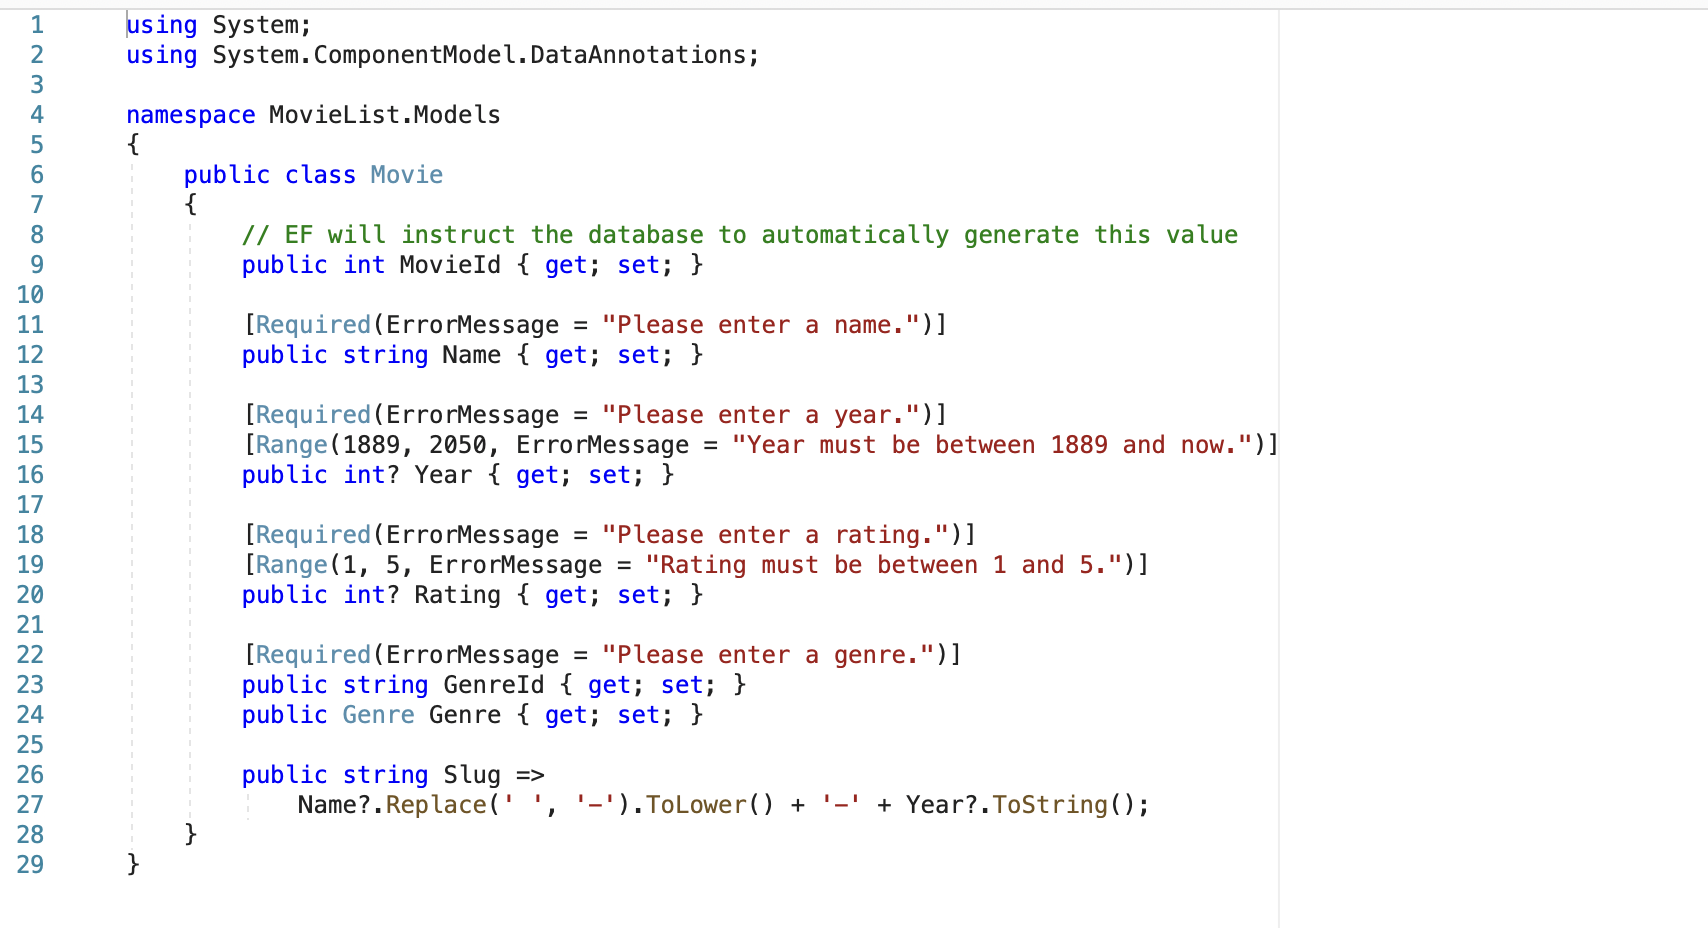 1 using System;
2 using System.ComponentModel.DataAnnotations;
3
4 namespace MovieList.Models
5 {
6 public class Movie
7 {
8 // EF will instruct the database to automatically generate this value
9 public int MovieId { get; set; }
10
11 [Required(ErrorMessage = "Please enter a name.")]
12 public string Name { get; set; }
13
14 [Required(ErrorMessage = "Please enter a year.")]
15 [Range(1889, 2050, ErrorMessage = "Year must be between 1889 and now.")]
16 public int? Year { get; set; }
17
18 [Required(ErrorMessage = "Please enter a rating.")]
19 [Range(1, 5, ErrorMessage = "Rating must be between 1 and 5.")]
20 public int? Rating { get; set; }
21
22 [Required(ErrorMessage = "Please enter a genre.")]
23 public string GenreId { get; set; }
24 public Genre Genre { get; set; }
25
26 public string Slug =>
27 Name?.Replace(' ', '-').ToLower() + '-' + Year?.ToString();
28 }
29 }